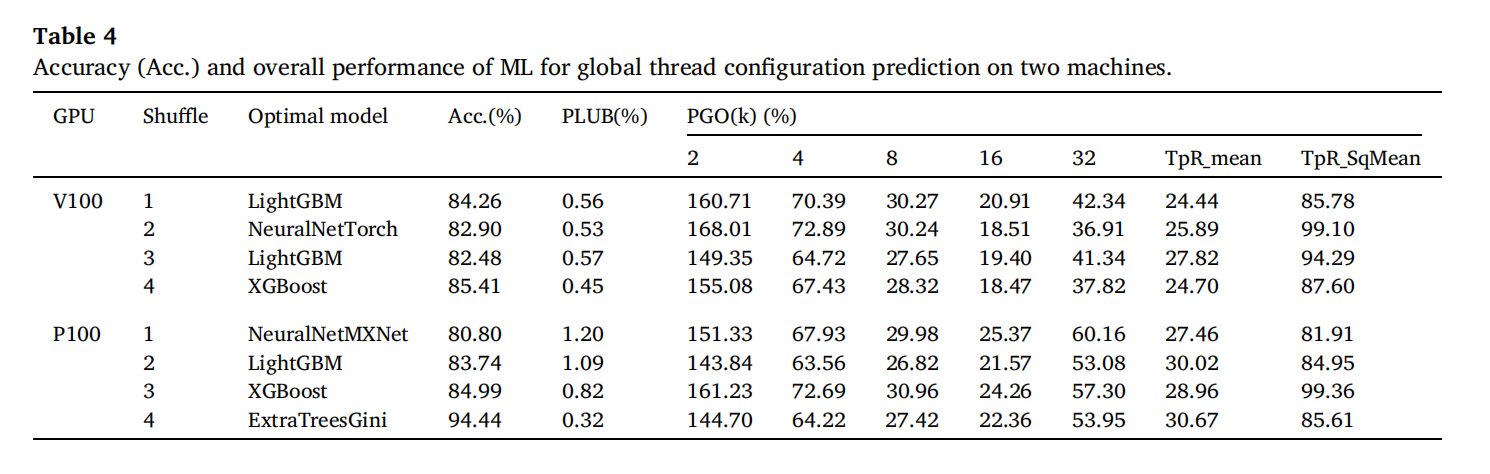 Table 4
Accuracy (Acc.) and overall performance of ML for global thread configuration prediction on two machines.
GPU Shuffle Optimal model Acc.(%) PLUB(%) PGO(k) (%)
2 4 8 16 32 TpR_mean TpR_SqMean
V100 1 LightGBM 84.26 0.56 160.71 70.39 30.27 20.91 42.34 24.44 85.78
2 NeuralNetTorch 82.90 0.53 168.01 72.89 30.24 18.51 36.91 25.89 99.10
3 LightGBM 82.48 0.57 149.35 64.72 27.65 19.40 41.34 27.82 94.29
4 XGBoost 85.41 0.45 155.08 67.43 28.32 18.47 37.82 24.70 87.60
P100 1 NeuralNetMXNet 80.80 1.20 151.33 67.93 29.98 25.37 60.16 27.46 81.91
2 LightGBM 83.74 1.09 143.84 63.56 26.82 21.57 53.08 30.02 84.95
3 XGBoost 84.99 0.82 161.23 72.69 30.96 24.26 57.30 28.96 99.36
4 ExtraTreesGini 94.44 0.32 144.70 64.22 27.42 22.36 53.95 30.67 85.61